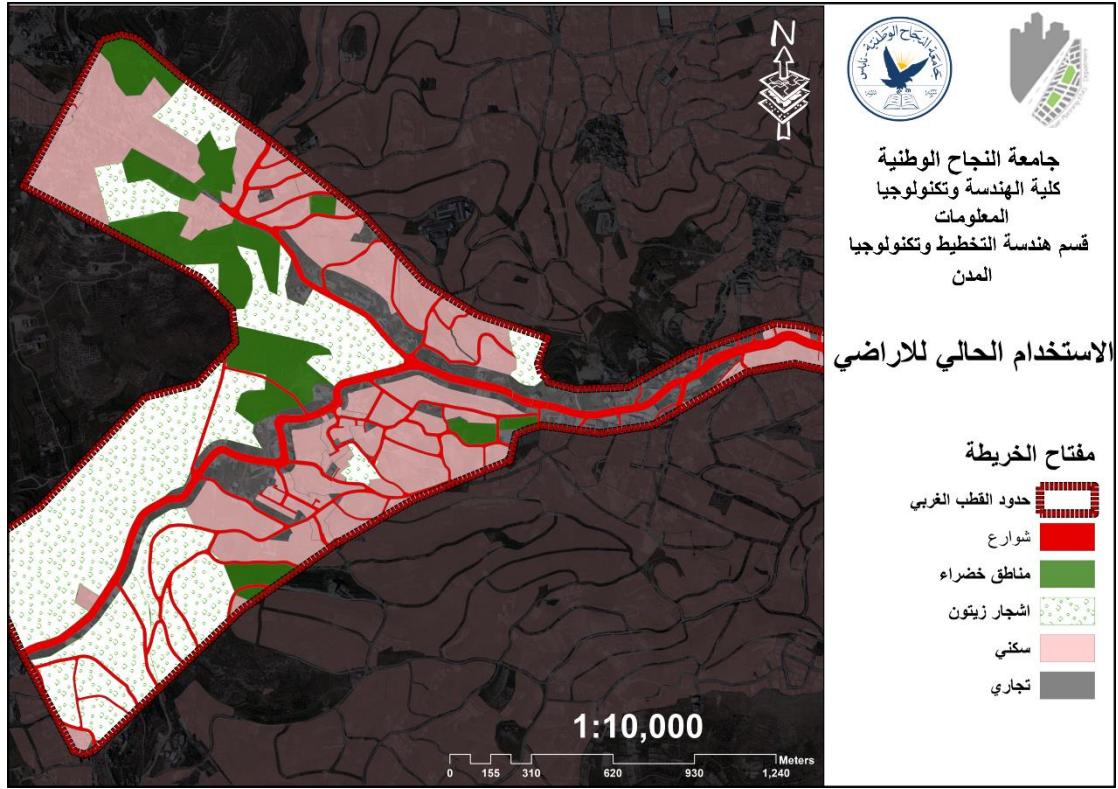 N
جامعة النجاح الوطنية
كلية الهندسة وتكنولوجيا
المعلومات
قسم هندسة التخطيط وتكنولوجيا
المدن
الاستخدام الحالي للاراضي
مفتاح الخريطة
حدود القطب الغربي
شوارع
مناطق خضراء
اشجار زيتون
سكني
تجاري
1:10,000
Meters
0 155 310 620 930 1,240